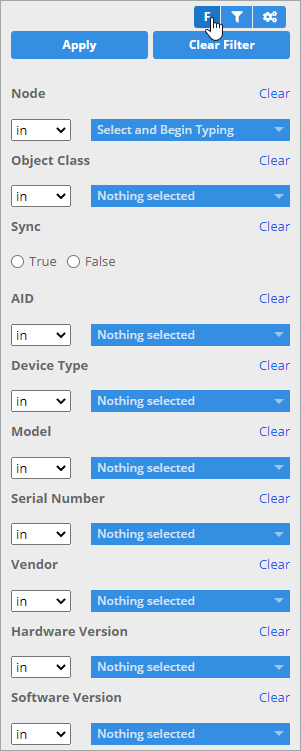 F
Apply Clear Filter
Node Clear
in Select and Begin Typing
Object Class Clear
in Nothing selected
Sync Clear
True False
AID Clear
in Nothing selected
Device Type Clear
in Nothing selected
Model Clear
in Nothing selected
Serial Number Clear
in Nothing selected
Vendor Clear
in Nothing selected
Hardware Version Clear
in Nothing selected
Software Version Clear
in Nothing selected